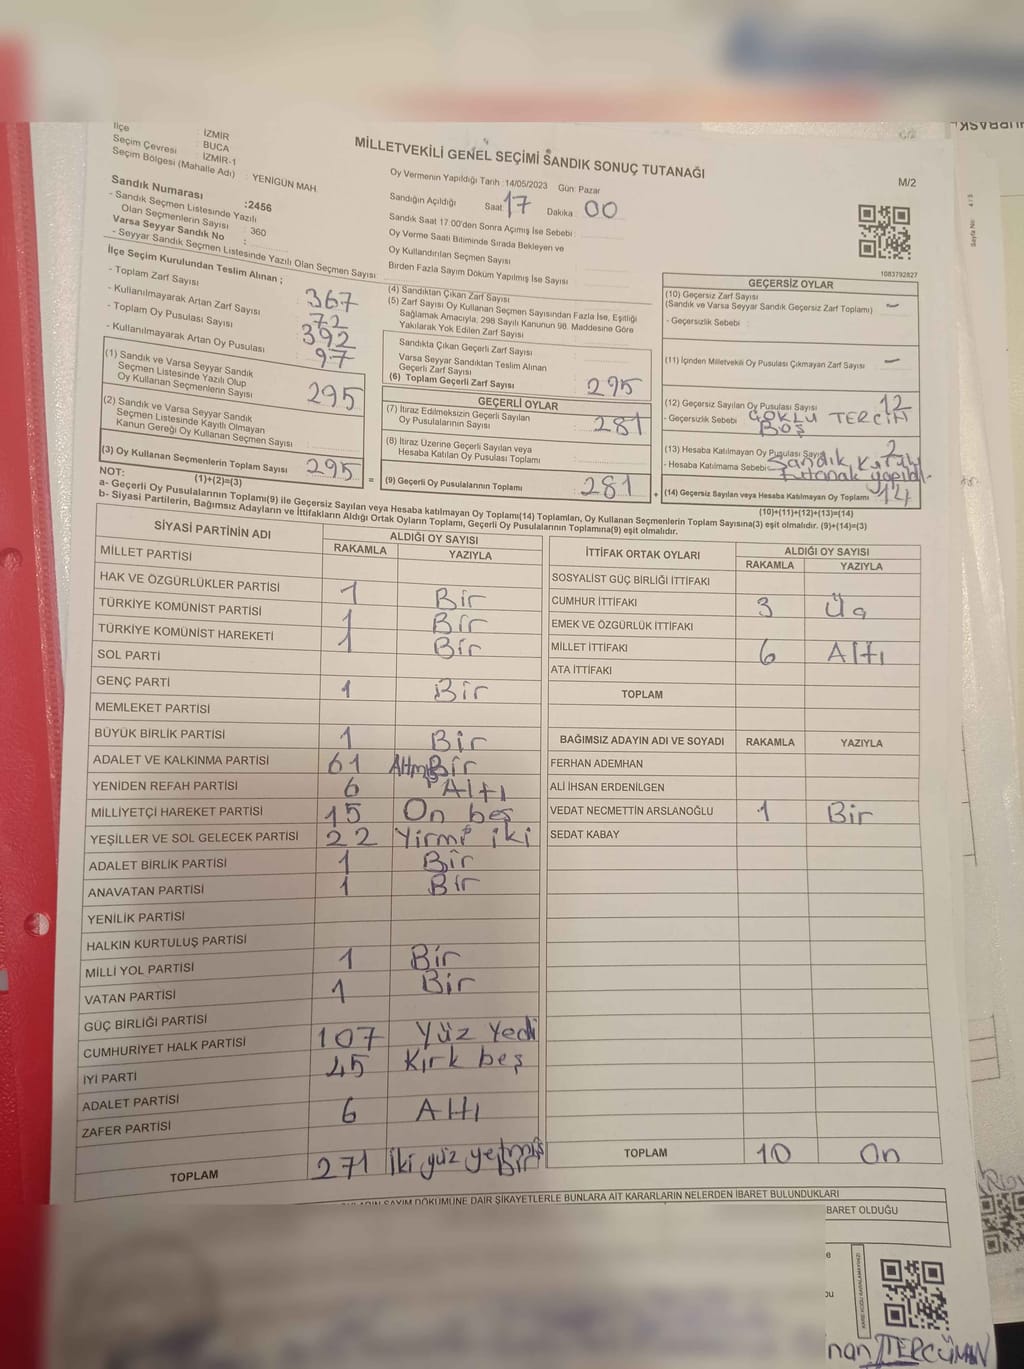 İlçe
Seçim Çevresi
Seçim Bölgesi (Mahalle Adı)
: İZMİR
BUCA
: İZMİR-1
: YENİGÜN MAH.
MİLLETVEKİLİ GENEL SEÇİMİ SANDIK SONUÇ TUTANAĞI
M/2
Oy Vermenin Yapıldığı Tarih :14/05/2023 Gün: Pazar
Sandığın Açıldığı Saat 17 Dakika 00
Sandık Saat 17.00'den Sonra Açımış İse Sebebi :
Oy Verme Saati Bitiminde Sırada Bekleyen ve
Oy Kullandırılan Seçmen Sayısı
Birden Fazla Sayım Döküm Yapılmış İse Sayısı
1083792827
Sandık Numarası :2456
- Sandık Seçmen Listesinde Yazılı
Olan Seçmenlerin Sayısı : 360
Varsa Seyyar Sandık No :
- Seyyar Sandık Seçmen Listesinde Yazılı Olan Seçmen Sayısı :
İlçe Seçim Kurulundan Teslim Alınan ;
- Toplam Zarf Sayısı 367
- Kullanılmayarak Artan Zarf Sayısı 72
- Toplam Oy Pusulası Sayısı 392
- Kullanılmayarak Artan Oy Pusulası 97
(1) Sandık ve Varsa Seyyar Sandık
Seçmen Listesinde Yazılı Olup
Oy Kullanan Seçmenlerin Sayısı 295
(2) Sandık ve Varsa Seyyar Sandık
Seçmen Listesinde Kayıtlı Olmayan
Kanun Gereği Oy Kullanan Seçmen Sayısı
(3) Oy Kullanan Seçmenlerin Toplam Sayısı 295
(1)+(2)=(3)
(4) Sandıktan Çıkan Zarf Sayısı
(5) Zarf Sayısı Oy Kullanan Seçmen Sayısından Fazla İse, Eşitliği
Sağlamak Amacıyla, 298 Sayılı Kanunun 98. Maddesine Göre
Yakılarak Yok Edilen Zarf Sayısı
Sandıkta Çıkan Geçerli Zarf Sayısı
Varsa Seyyar Sandıktan Teslim Alınan
Geçerli Zarf Sayısı
(6) Toplam Geçerli Zarf Sayısı 295
GEÇERLİ OYLAR
(7) İtiraz Edilmeksizin Geçerli Sayılan
Oy Pusulalarının Sayısı 281
(8) İtiraz Üzerine Geçerli Sayılan veya
Hesaba Katılan Oy Pusulası Toplamı
= (9) Geçerli Oy Pusulalarının Toplamı 281 +
GEÇERSİZ OYLAR
(10) Geçersiz Zarf Sayısı
(Sandık ve Varsa Seyyar Sandık Geçersiz Zarf Toplamı) -
- Geçersizlik Sebebi :
(11) İçinden Milletvekili Oy Pusulası Çıkmayan Zarf Sayısı -
(12) Geçersiz Sayılan Oy Pusulası Sayısı 12
- Geçersizlik Sebebi ÇOKLU TERCİH
BOŞ
(13) Hesaba Katılmayan Oy Pusulası Sayısı 2
- Hesaba Katılmama Sebebi: Sandık
tutanak
(14) Geçersiz Sayılan veya Hesaba Katılmayan Oy Toplamı 14
(10)+(11)+(12)+(13)=(14)
NOT:
a- Geçerli Oy Pusulalarının Toplamı(9) ile Geçersiz Sayılan veya Hesaba katılmayan Oy Toplamı(14) Toplamları, Oy Kullanan Seçmenlerin Toplam Sayısına(3) eşit olmalıdır. (9)+(14)=(3)
b- Siyasi Partilerin, Bağımsız Adayların ve İttifakların Aldığı Ortak Oyların Toplamı, Geçerli Oy Pusulalarının Toplamına(9) eşit olmalıdır.
SİYASİ PARTİNİN ADI ALDIĞI OY SAYISI
RAKAMLA YAZIYLA
MİLLET PARTİSİ
HAK VE ÖZGÜRLÜKLER PARTİSİ 1 Bir
TÜRKİYE KOMÜNİST PARTİSİ 1 Bir
TÜRKİYE KOMÜNİST HAREKETİ 1 Bir
SOL PARTİ
GENÇ PARTİ 1 Bir
MEMLEKET PARTİSİ
BÜYÜK BİRLİK PARTİSİ 1 Bir
ADALET VE KALKINMA PARTİSİ 61 Altmış Bir
YENİDEN REFAH PARTİSİ 6 Altı
MİLLİYETÇİ HAREKET PARTİSİ 15 On beş
YEŞİLLER VE SOL GELECEK PARTİSİ 22 Yirmi iki
ADALET BİRLİK PARTİSİ 1 Bir
ANAVATAN PARTİSİ 1 Bir
YENİLİK PARTİSİ
HALKIN KURTULUŞ PARTİSİ
MİLLİ YOL PARTİSİ 1 Bir
VATAN PARTİSİ 1 Bir
GÜÇ BİRLİĞİ PARTİSİ
CUMHURİYET HALK PARTİSİ 107 Yüz Yedi
İYİ PARTİ 45 Kırk beş
ADALET PARTİSİ
ZAFER PARTİSİ 6 Altı
TOPLAM 271 İki yüz yetmiş Bir
İTTİFAK ORTAK OYLARI ALDIĞI OY SAYISI
RAKAMLA YAZIYLA
SOSYALİST GÜÇ BİRLİĞİ İTTİFAKI
CUMHUR İTTİFAKI 3 Üç
EMEK VE ÖZGÜRLÜK İTTİFAKI
MİLLET İTTİFAKI 6 Altı
ATA İTTİFAKI
TOPLAM
BAĞIMSIZ ADAYIN ADI VE SOYADI RAKAMLA YAZIYLA
FERHAN ADEMHAN
ALİ İHSAN ERDENİLGEN
VEDAT NECMETTİN ARSLANOĞLU 1 Bir
SEDAT KABAY
TOPLAM 10 On
SAYIM DÖKÜMÜNE DAİR ŞİKAYETLERLE BUNLARA AİT KARARLARIN NELERDEN İBARET BULUNDUKLARI
BARET OLDUĞU
nan TERCÜMAN